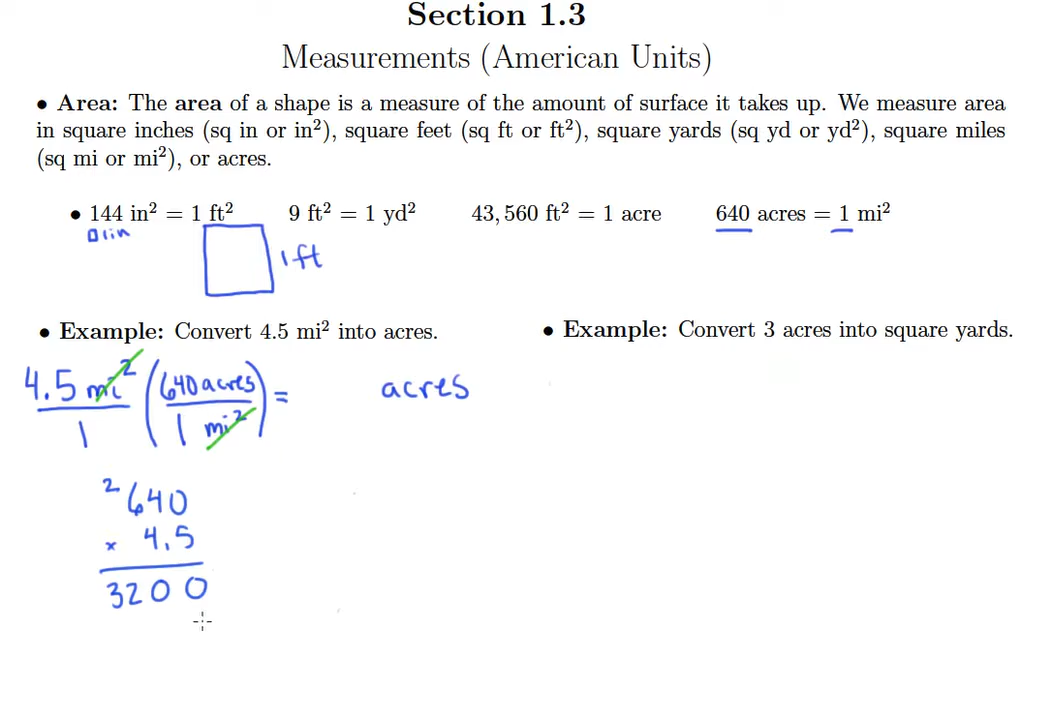 Section 1.3
Measurements (American Units)
• Area: The area of a shape is a measure of the amount of surface it takes up. We measure area
in square inches (sq in or in²), square feet (sq ft or ft²), square yards (sq yd or yd²), square miles
(sq mi or mi²), or acres.
• 144 in² = 1 ft² 9 ft² = 1 yd² 43,560 ft² = 1 acre 640 acres = 1 mi²
1in
1ft
• Example: Convert 4.5 mi² into acres.
4.5 mi² (640 acres) = acres
1 1 mi²
2
640
× 4.5
3200
• Example: Convert 3 acres into square yards.